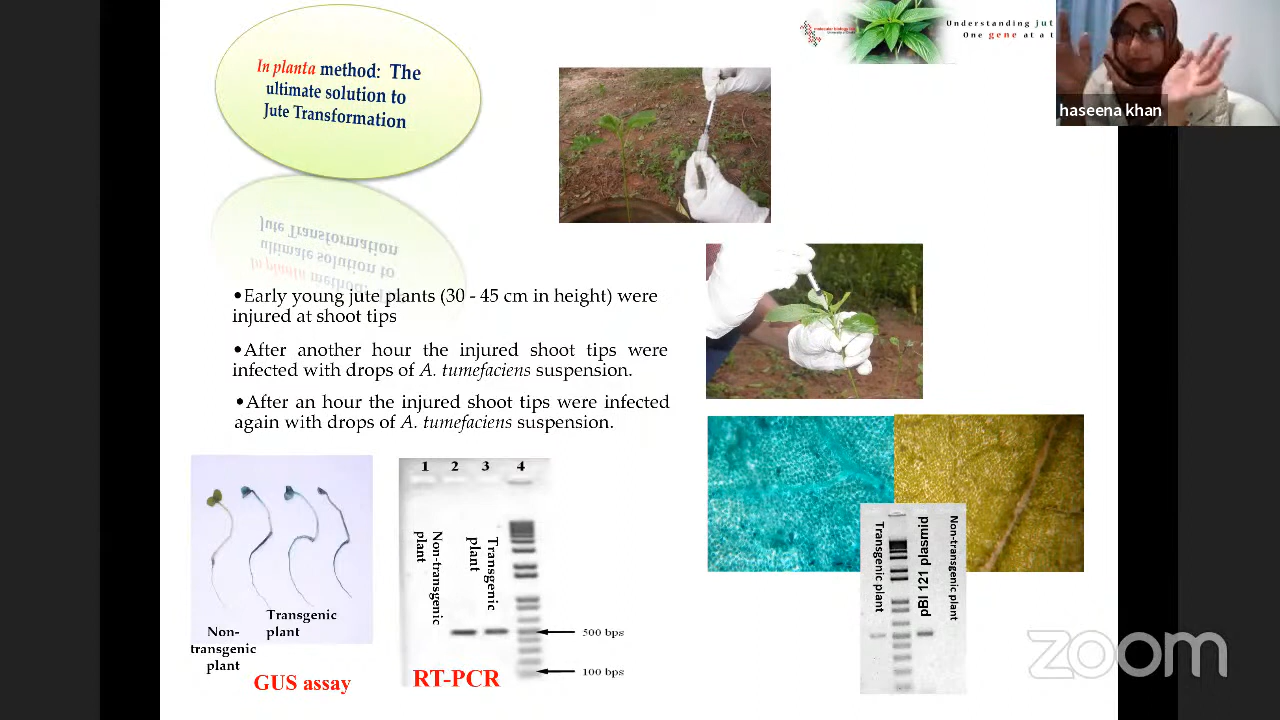 In planta method: The
ultimate solution to
Jute Transformation
Understanding jut
One gene at a t
haseena khan
•Early young jute plants (30 - 45 cm in height) were
injured at shoot tips
•After another hour the injured shoot tips were
infected with drops of A. tumefaciens suspension.
•After an hour the injured shoot tips were infected
again with drops of A. tumefaciens suspension.
Non-
transgenic
plant
Transgenic
plant
GUS assay
1 2 3 4
Non-transgenic
plant
Transgenic
plant
500 bps
100 bps
RT-PCR
Transgenic plant
pBI 121 plasmid
Non-transgenic plant
zoom